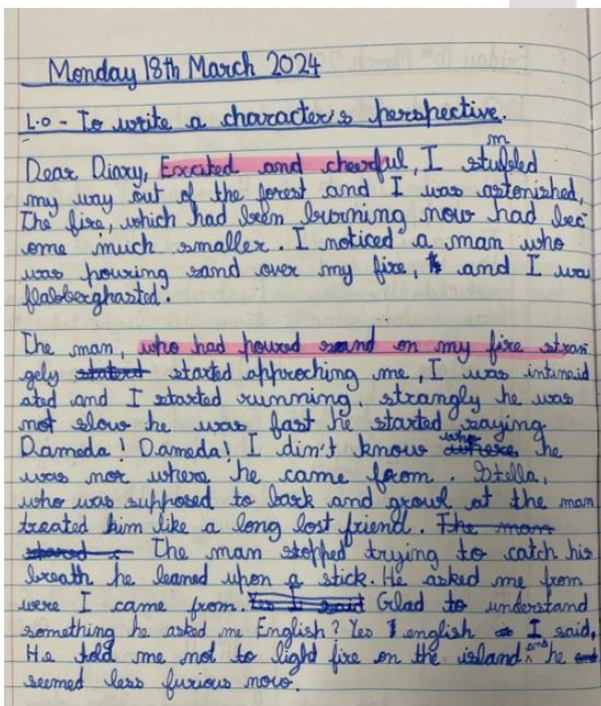 Monday 18th March 2024
L.O - To write a character's perspective.
Dear Diary, Excited and cheerful, I stumbled
my way out of the forest and I was astonished,
The fire, which had been burning now had bec
ome much smaller. I noticed a man who
was pouring sand over my fire, and I was
flabberghasted.
The man, who had poured sand on my fire stran
gely started approching me, I was intimid
ated and I started running, strangly he was
not slow he was fast he started saying
Dameda! Dameda! I din't know who he
was nor where he came from. Stella,
who was supposed to bark and growl at the man
treated him like a long lost friend. The man
The man stopped trying to catch his
breath he leaned upon a stick. He asked me from
were I came from. Yes I said Glad to understand
something he asked me English? Yes I english I said,
He told me not to light fire on the island and he
seemed less furious now.